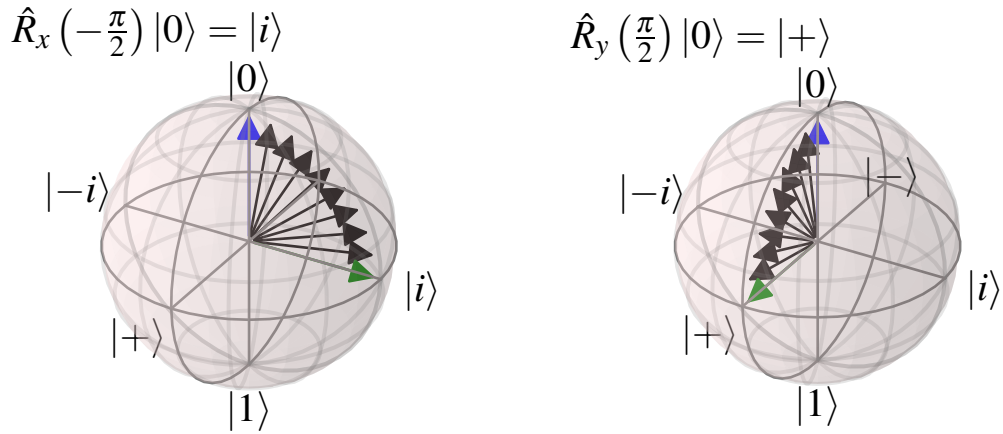 R̂ₓ(−π/2)|0⟩ = |i⟩
|0⟩
|−i⟩
|i⟩
|+⟩
|1⟩
R̂ᵧ(π/2)|0⟩ = |+⟩
|0⟩
|−⟩
|−i⟩
|i⟩
|+⟩
|1⟩